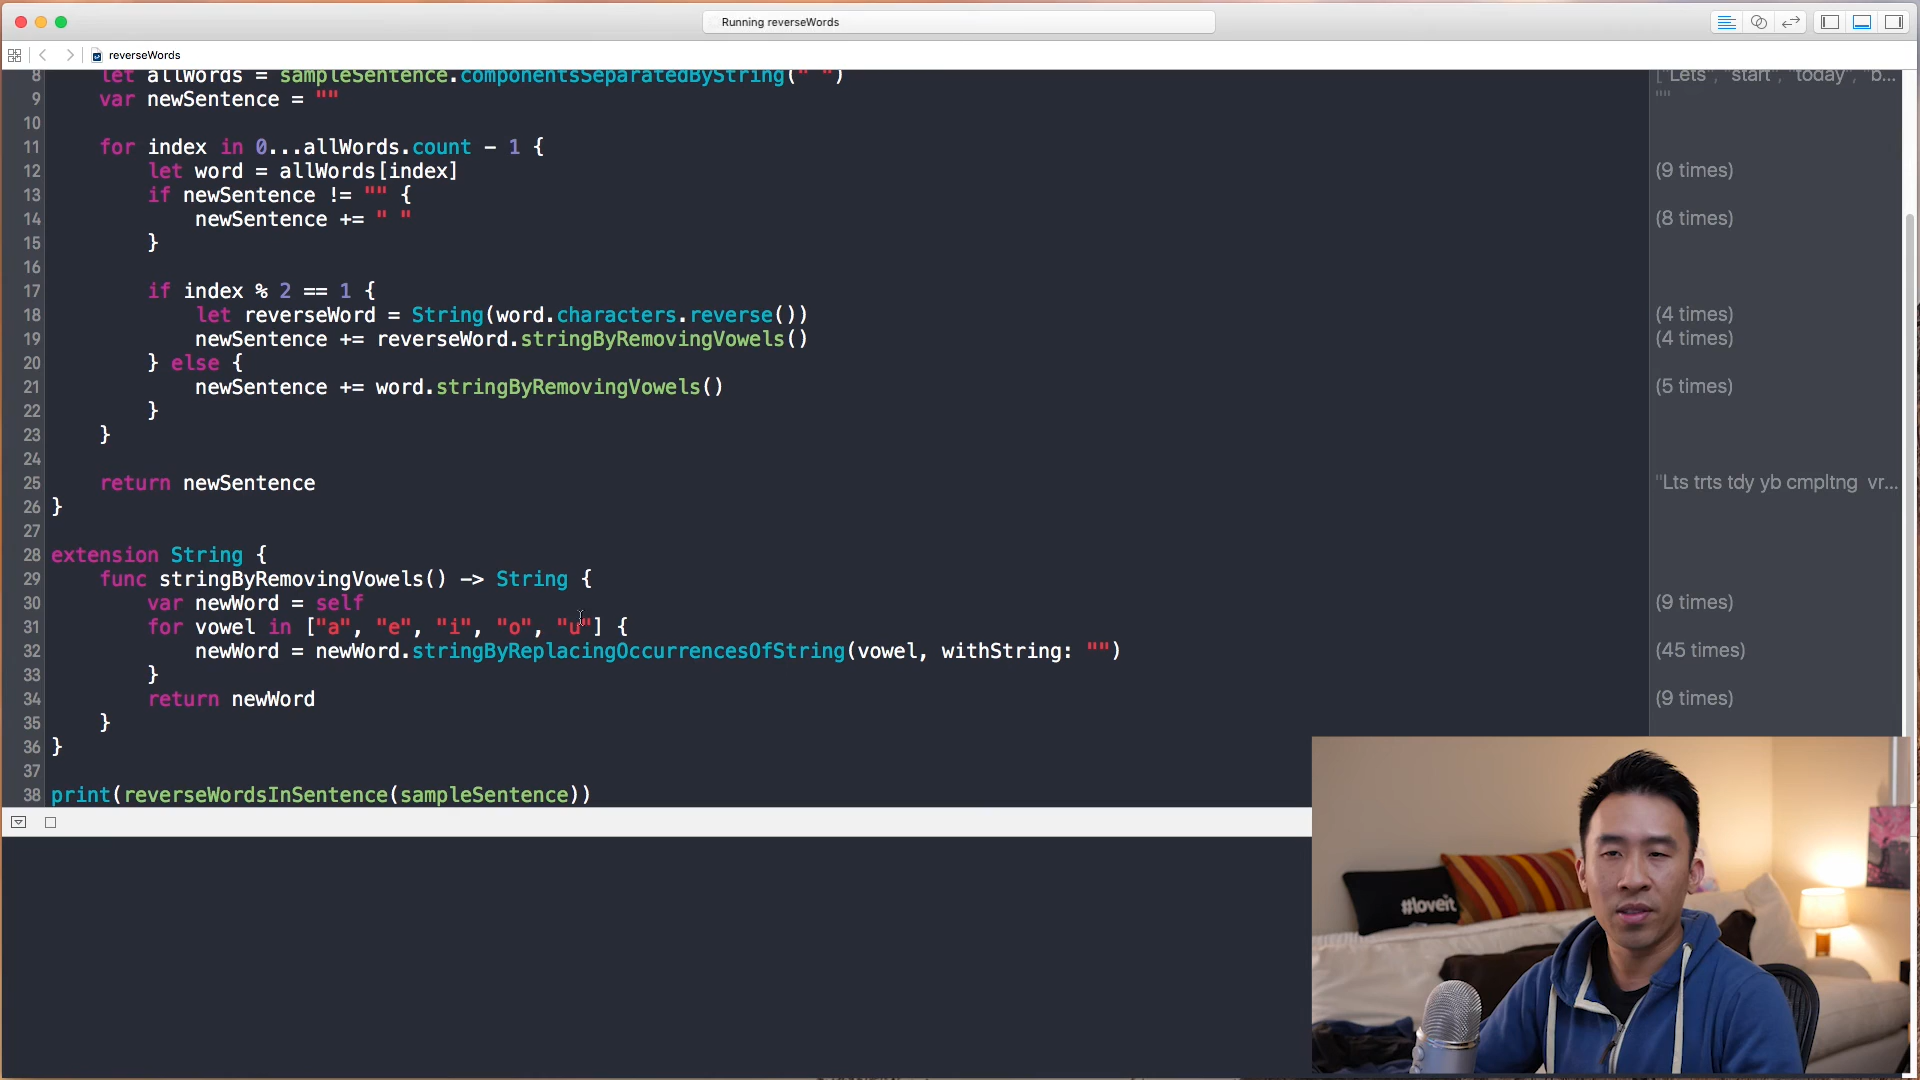 Running reverseWords
reverseWords
8 let allWords = sampleSentence.componentsSeparatedByString(" ") ["Lets", "start", "today", "b...
9 var newSentence = "" ""
10
11 for index in 0...allWords.count - 1 {
12 let word = allWords[index] (9 times)
13 if newSentence != "" {
14 newSentence += " " (8 times)
15 }
16
17 if index % 2 == 1 {
18 let reverseWord = String(word.characters.reverse()) (4 times)
19 newSentence += reverseWord.stringByRemovingVowels() (4 times)
20 } else {
21 newSentence += word.stringByRemovingVowels() (5 times)
22 }
23 }
24
25 return newSentence "Lts trts tdy yb cmpltng vr...
26 }
27
28 extension String {
29 func stringByRemovingVowels() -> String {
30 var newWord = self (9 times)
31 for vowel in ["a", "e", "i", "o", "u"] {
32 newWord = newWord.stringByReplacingOccurrencesOfString(vowel, withString: "") (45 times)
33 }
34 return newWord (9 times)
35 }
36 }
37
38 print(reverseWordsInSentence(sampleSentence))
#loveit